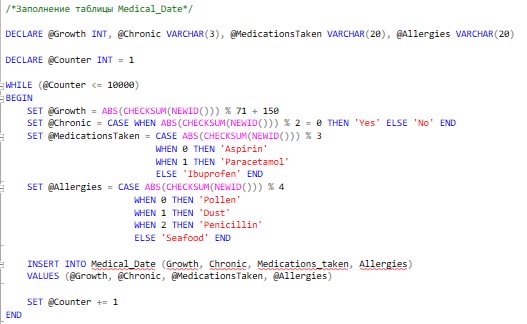 /*Заполнение таблицы Medical_Date*/
DECLARE @Growth INT, @Chronic VARCHAR(3), @MedicationsTaken VARCHAR(20), @Allergies VARCHAR(20)
DECLARE @Counter INT = 1
WHILE (@Counter <= 10000)
BEGIN
SET @Growth = ABS(CHECKSUM(NEWID())) % 71 + 150
SET @Chronic = CASE WHEN ABS(CHECKSUM(NEWID())) % 2 = 0 THEN 'Yes' ELSE 'No' END
SET @MedicationsTaken = CASE ABS(CHECKSUM(NEWID())) % 3
WHEN 0 THEN 'Aspirin'
WHEN 1 THEN 'Paracetamol'
ELSE 'Ibuprofen' END
SET @Allergies = CASE ABS(CHECKSUM(NEWID())) % 4
WHEN 0 THEN 'Pollen'
WHEN 1 THEN 'Dust'
WHEN 2 THEN 'Penicillin'
ELSE 'Seafood' END
INSERT INTO Medical_Date (Growth, Chronic, Medications_taken, Allergies)
VALUES (@Growth, @Chronic, @MedicationsTaken, @Allergies)
SET @Counter += 1
END